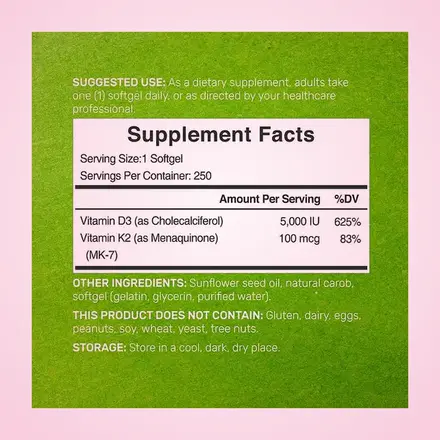 SUGGESTED USE: As a dietary supplement, adults take
one (1) softgel daily, or as directed by your healthcare
professional.
Supplement Facts
Serving Size:1 Softgel
Servings Per Container: 250
Amount Per Serving %DV
Vitamin D3 (as Cholecalciferol) 5,000 IU 625%
Vitamin K2 (as Menaquinone) 100 mcg 83%
(MK-7)
OTHER INGREDIENTS: Sunflower seed oil, natural carob,
softgel (gelatin, glycerin, purified water).
THIS PRODUCT DOES NOT CONTAIN: Gluten, dairy, eggs,
peanuts, soy, wheat, yeast, tree nuts.
STORAGE: Store in a cool, dark, dry place.